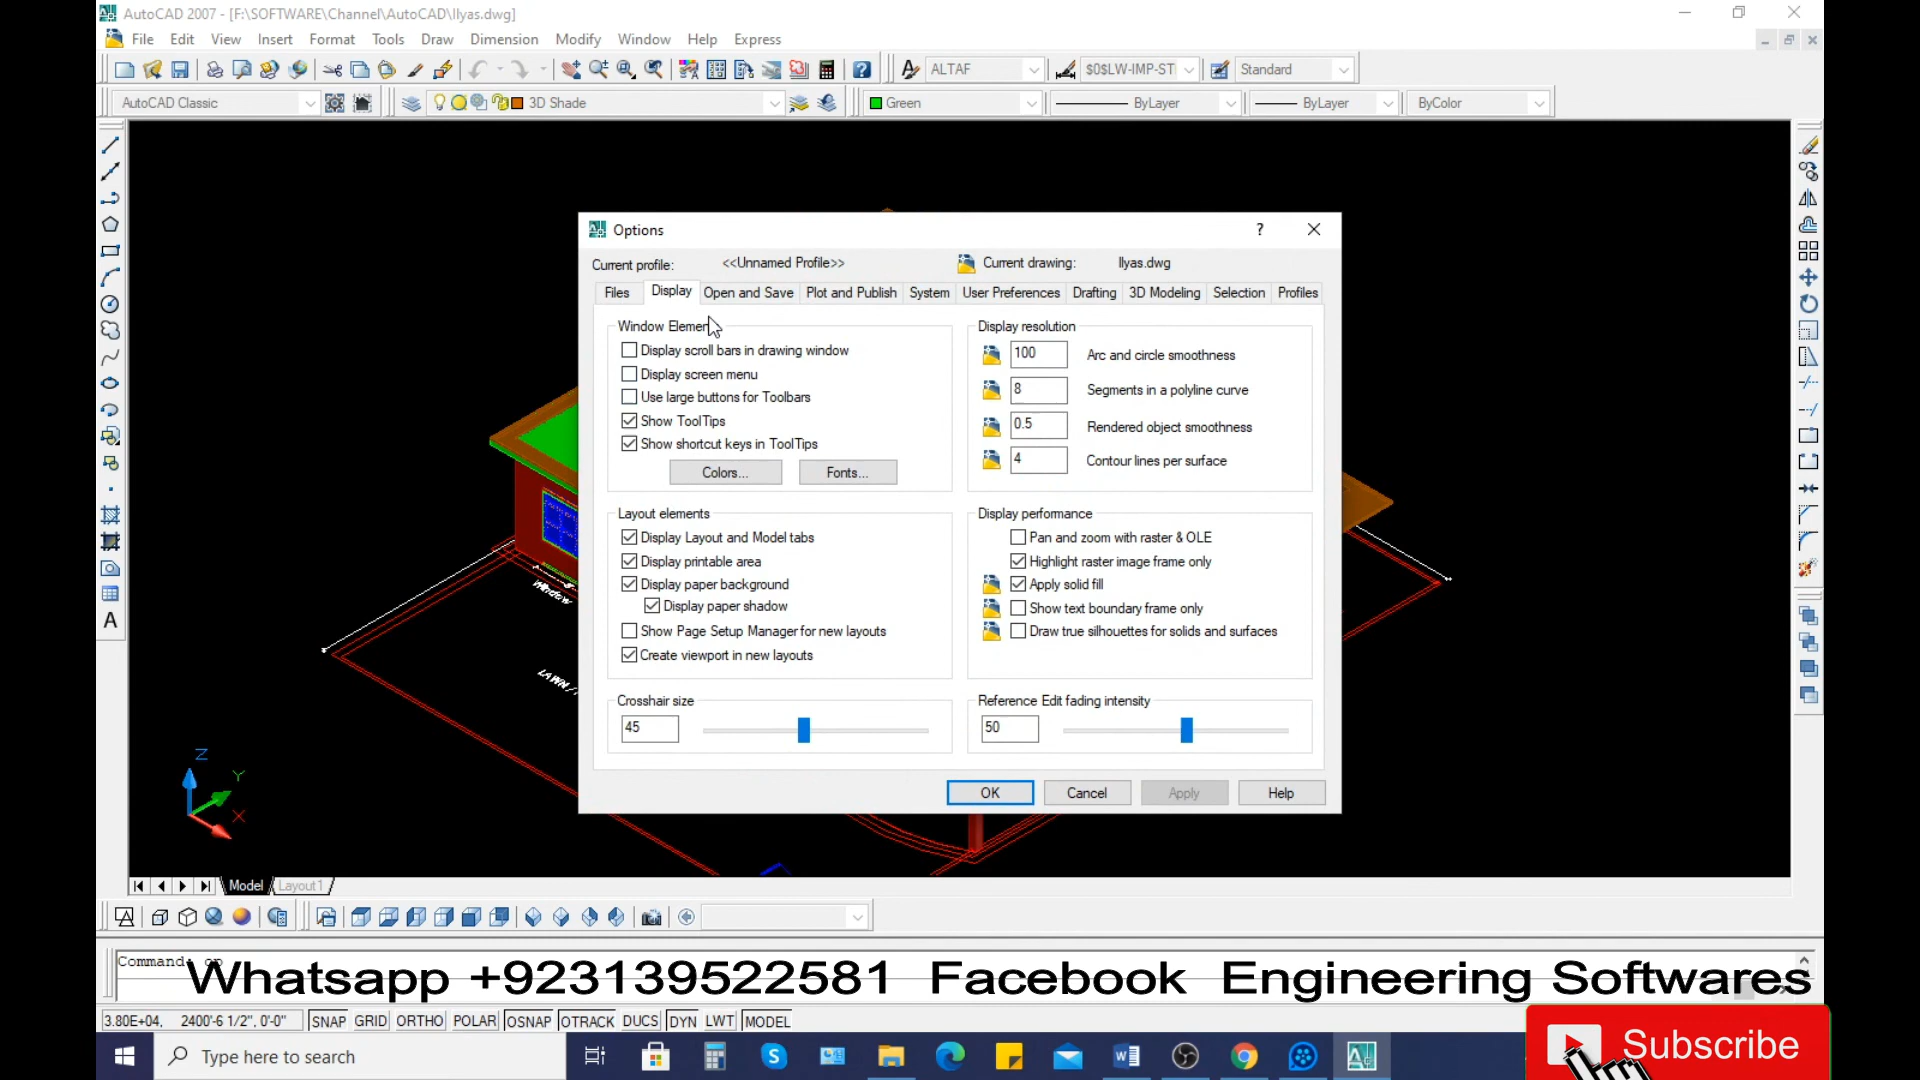 AutoCAD 2007 - [F:\SOFTWARE\Channel\AutoCAD\Ilyas.dwg]
File Edit View Insert Format Tools Draw Dimension Modify Window Help Express
ALTAF $0$LW-IMP-ST Standard
AutoCAD Classic 3D Shade Green ByLayer ByLayer ByColor
Options ?
Current profile: <<Unnamed Profile>> Current drawing: Ilyas.dwg
Files Display Open and Save Plot and Publish System User Preferences Drafting 3D Modeling Selection Profiles
Window Elemen
Display scroll bars in drawing window
Display screen menu
Use large buttons for Toolbars
Show ToolTips
Show shortcut keys in ToolTips
Colors... Fonts...
Display resolution
100 Arc and circle smoothness
8 Segments in a polyline curve
0.5 Rendered object smoothness
4 Contour lines per surface
Layout elements
Display Layout and Model tabs
Display printable area
Display paper background
Display paper shadow
Show Page Setup Manager for new layouts
Create viewport in new layouts
Display performance
Pan and zoom with raster & OLE
Highlight raster image frame only
Apply solid fill
Show text boundary frame only
Draw true silhouettes for solids and surfaces
Crosshair size
45
Reference Edit fading intensity
50
OK Cancel Apply Help
Window
LAWN /
Z
Y
X
Model Layout1
Command: op
Whatsapp +923139522581 Facebook Engineering Softwares
3.80E+04, 2400'-6 1/2", 0'-0" SNAP GRID ORTHO POLAR OSNAP OTRACK DUCS DYN LWT MODEL
Subscribe
Type here to search